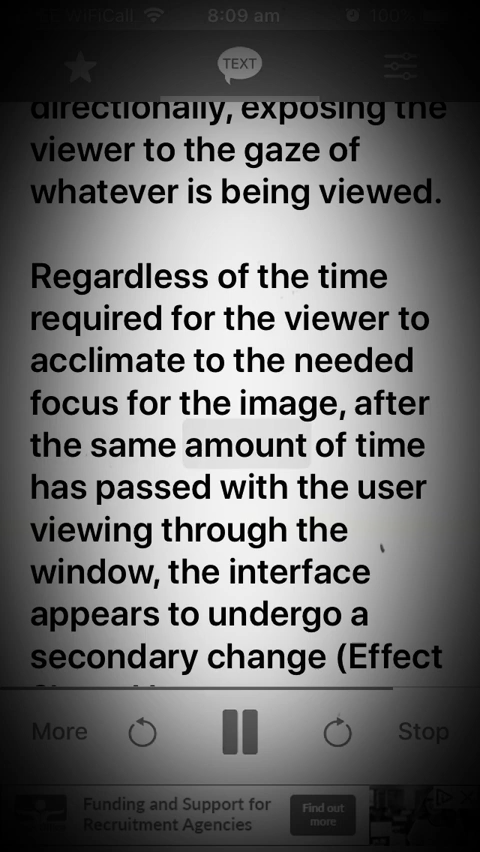 WiFiCall
8:09 am
100%
TEXT
directionally, exposing the
viewer to the gaze of
whatever is being viewed.
Regardless of the time
required for the viewer to
acclimate to the needed
focus for the image, after
the same amount of time
has passed with the user
viewing through the
window, the interface
appears to undergo a
secondary change (Effect
More
Stop
Funding and Support for
Recruitment Agencies
Find out
more